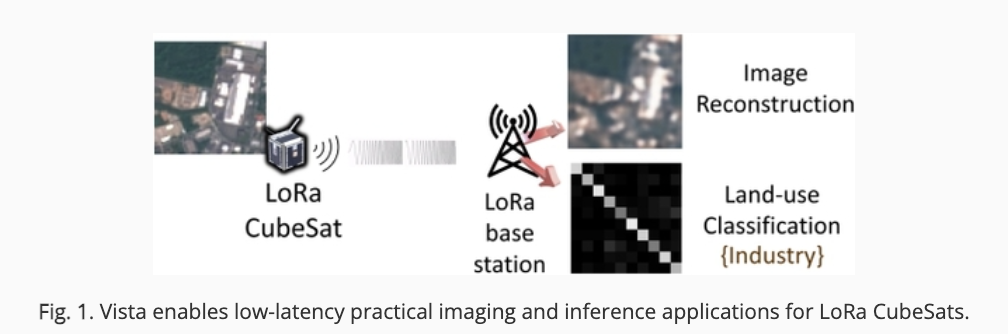 Image
Reconstruction
LoRa
CubeSat
LoRa
base
station
Land-use
Classification
{Industry}
Fig. 1. Vista enables low-latency practical imaging and inference applications for LoRa CubeSats.